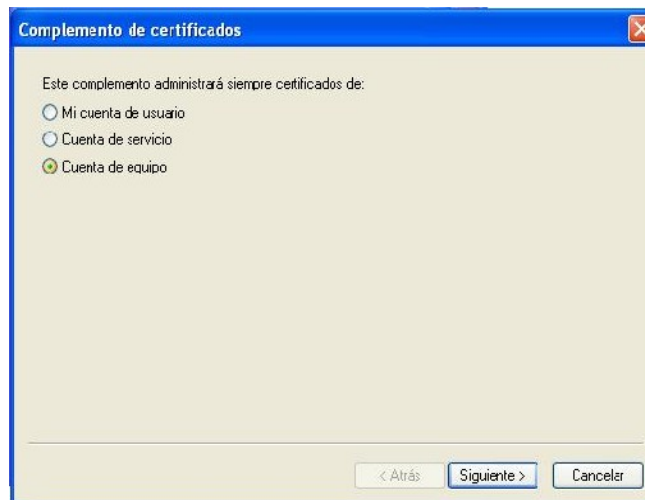 Complemento de certificados
Este complemento administrará siempre certificados de:
Mi cuenta de usuario
Cuenta de servicio
Cuenta de equipo
< Atrás Siguiente > Cancelar